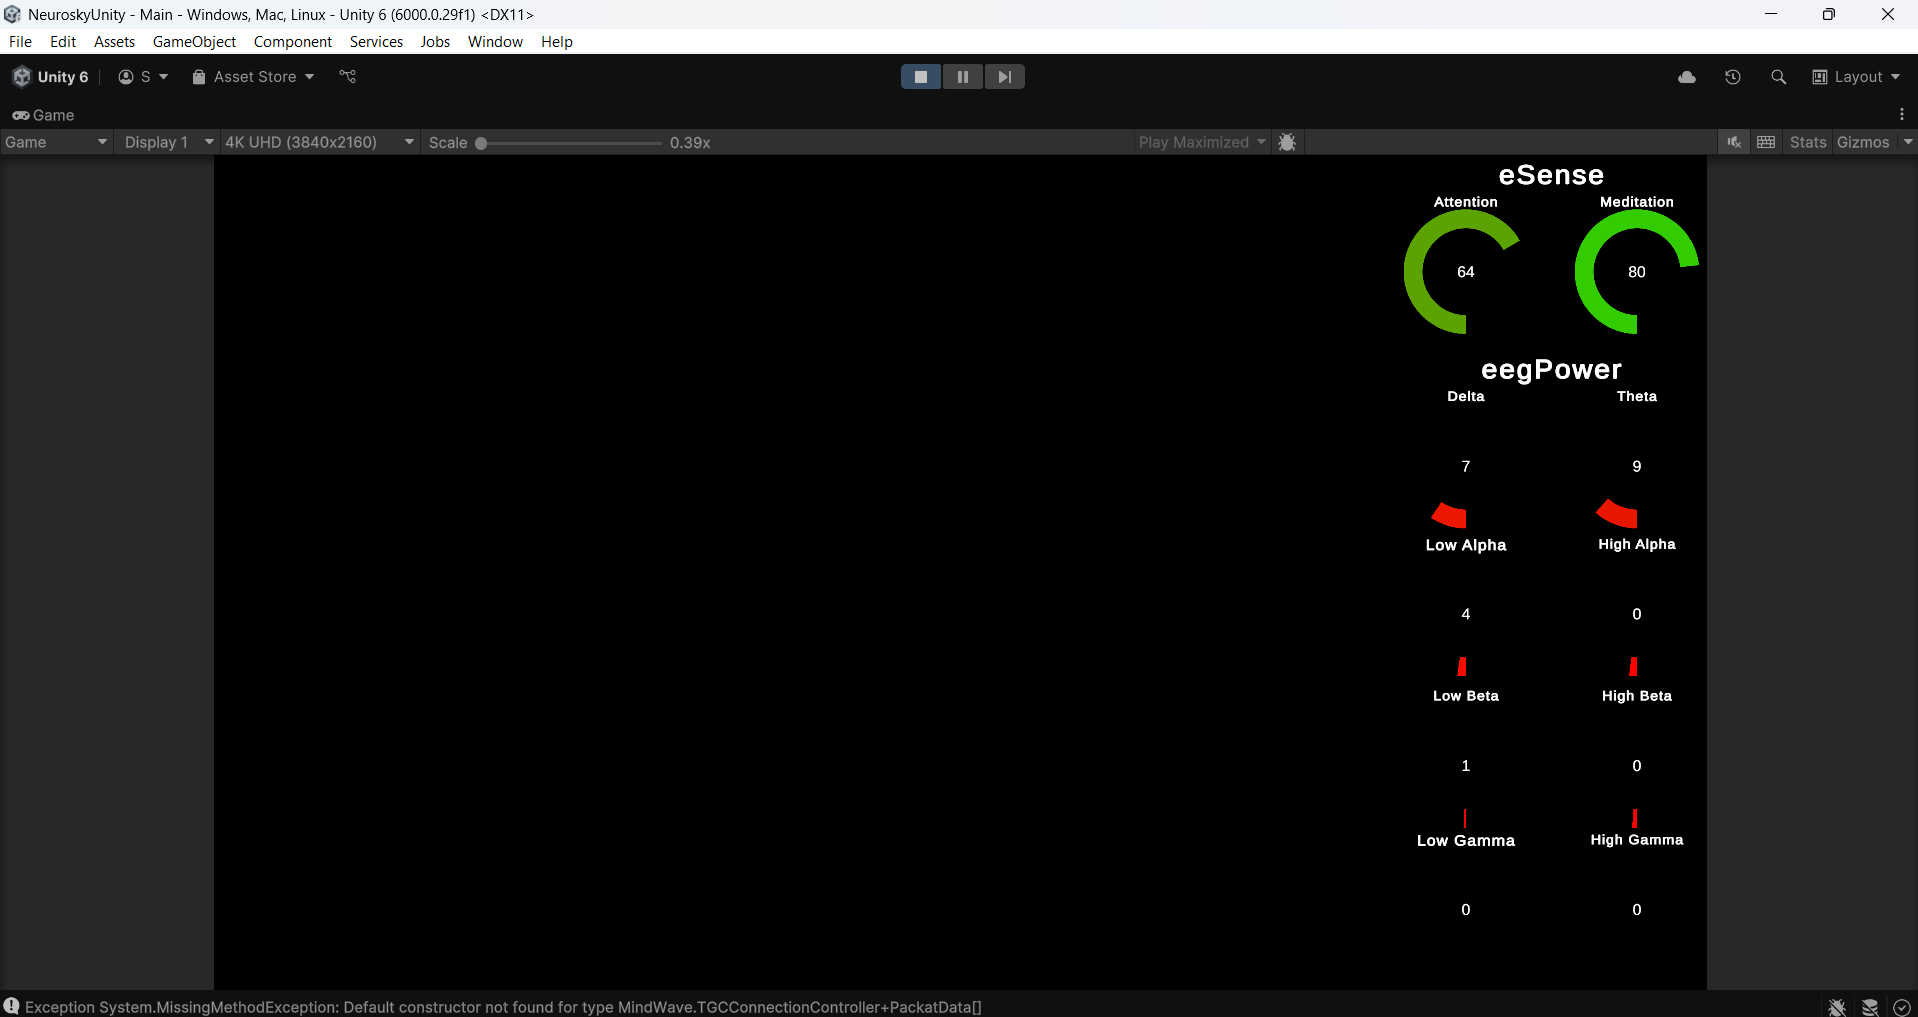 NeuroskyUnity - Main - Windows, Mac, Linux - Unity 6 (6000.0.29f1) <DX11>
File Edit Assets GameObject Component Services Jobs Window Help
Unity 6 S Asset Store Layout
Game
Game Display 1 4K UHD (3840x2160) Scale 0.39x Play Maximized Stats Gizmos
eSense
Attention Meditation
64 80
eegPower
Delta Theta
7 9
Low Alpha High Alpha
4 0
Low Beta High Beta
1 0
Low Gamma High Gamma
0 0
Exception System.MissingMethodException: Default constructor not found for type MindWave.TGCConnectionController+PackatData[]